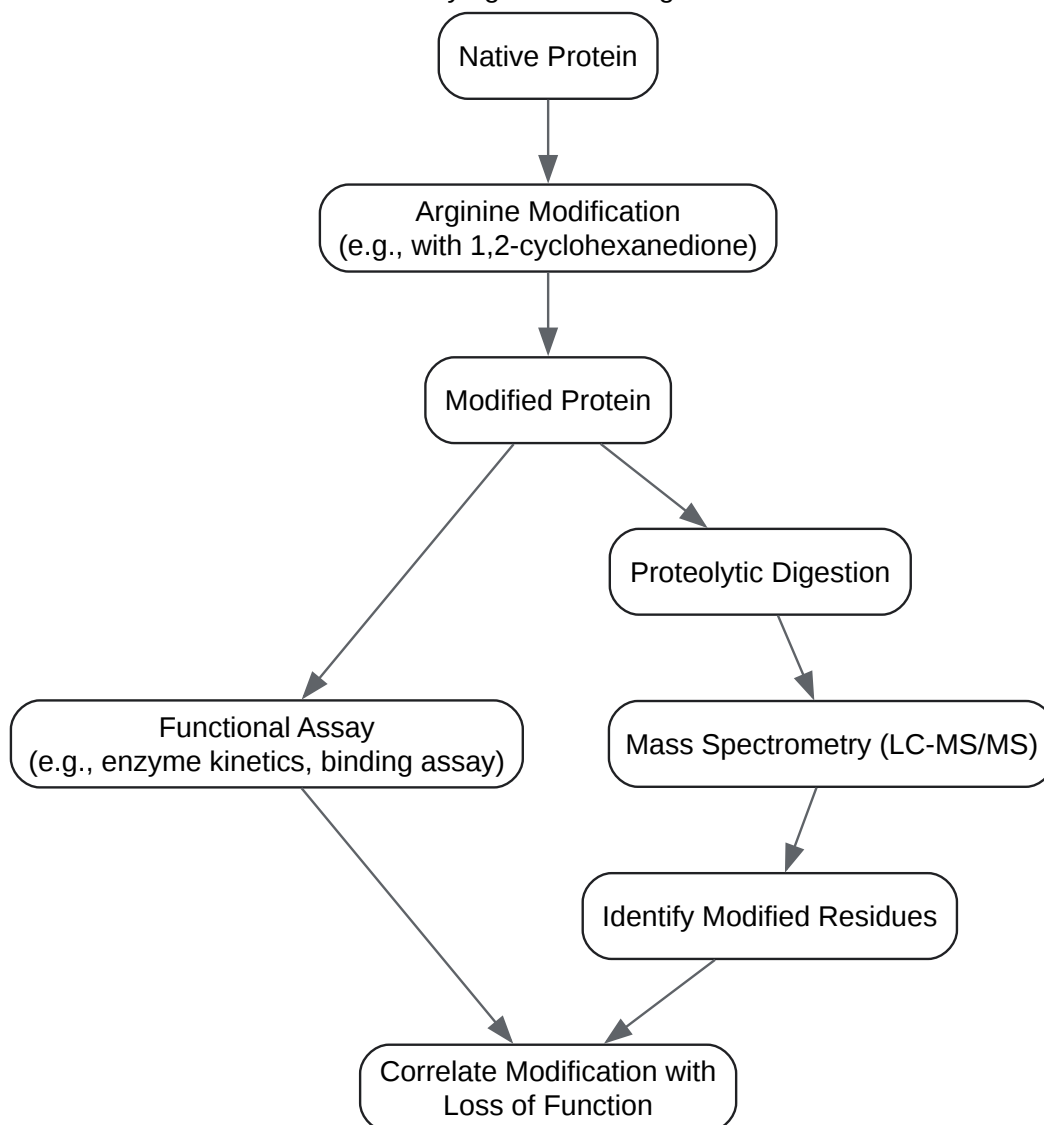 Native Protein
Arginine Modification
(e.g., with 1,2-cyclohexanedione)
Modified Protein
Proteolytic Digestion
Functional Assay
(e.g., enzyme kinetics, binding assay)
Mass Spectrometry (LC-MS/MS)
Identify Modified Residues
Correlate Modification with
Loss of Function